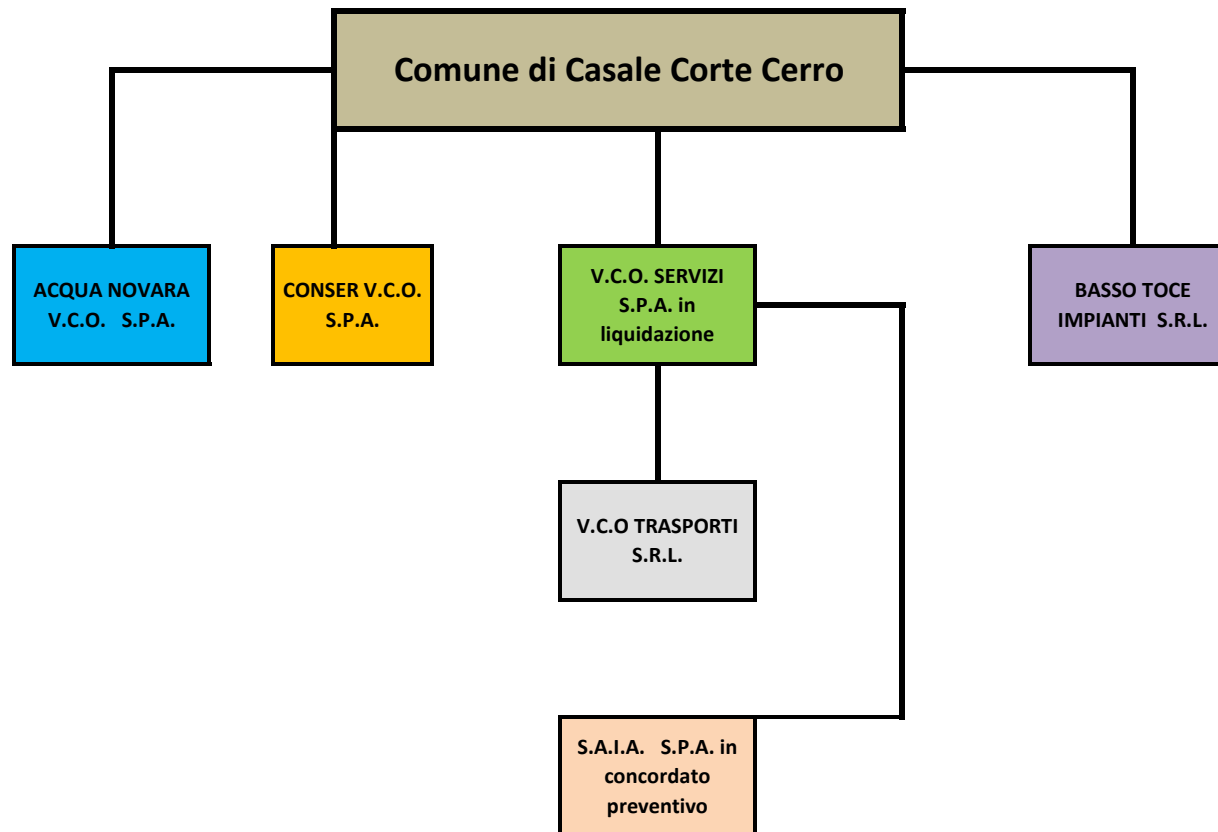 Comune di Casale Corte Cerro
ACQUA NOVARA
V.C.O. S.P.A.
CONSER V.C.O.
S.P.A.
V.C.O. SERVIZI
S.P.A. in
liquidazione
BASSO TOCE
IMPIANTI S.R.L.
V.C.O TRASPORTI
S.R.L.
S.A.I.A. S.P.A. in
concordato
preventivo